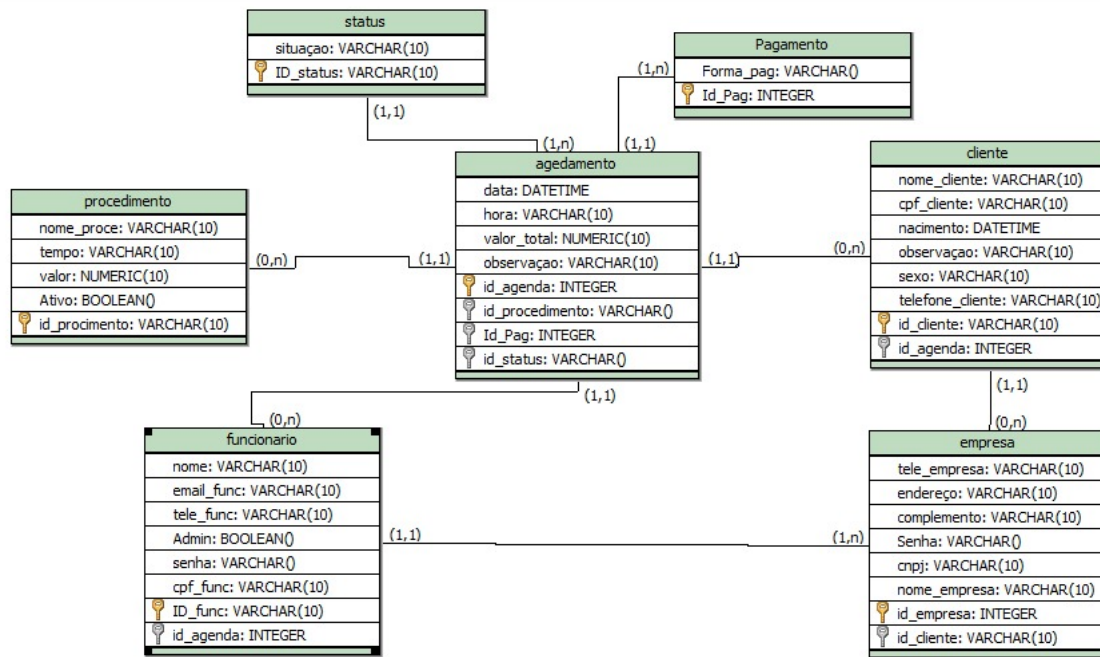 status
situaçao: VARCHAR(10)
ID_status: VARCHAR(10)
(1,1)
Pagamento
Forma_pag: VARCHAR()
Id_Pag: INTEGER
(1,n)
(1,n)
(1,1)
agedamento
data: DATETIME
hora: VARCHAR(10)
valor_total: NUMERIC(10)
observaçao: VARCHAR(10)
id_agenda: INTEGER
id_procedimento: VARCHAR()
Id_Pag: INTEGER
id_status: VARCHAR()
procedimento
nome_proce: VARCHAR(10)
tempo: VARCHAR(10)
valor: NUMERIC(10)
Ativo: BOOLEAN()
id_procimento: VARCHAR(10)
(0,n)
(1,1)
cliente
nome_cliente: VARCHAR(10)
cpf_cliente: VARCHAR(10)
nacimento: DATETIME
observaçao: VARCHAR(10)
sexo: VARCHAR(10)
telefone_cliente: VARCHAR(10)
id_cliente: VARCHAR(10)
id_agenda: INTEGER
(1,1)
(0,n)
(1,1)
(0,n)
(1,1)
(0,n)
funcionario
nome: VARCHAR(10)
email_func: VARCHAR(10)
tele_func: VARCHAR(10)
Admin: BOOLEAN()
senha: VARCHAR()
cpf_func: VARCHAR(10)
ID_func: VARCHAR(10)
id_agenda: INTEGER
(1,1)
(1,n)
empresa
tele_empresa: VARCHAR(10)
endereço: VARCHAR(10)
complemento: VARCHAR(10)
Senha: VARCHAR()
cnpj: VARCHAR(10)
nome_empresa: VARCHAR(10)
id_empresa: INTEGER
id_cliente: VARCHAR(10)